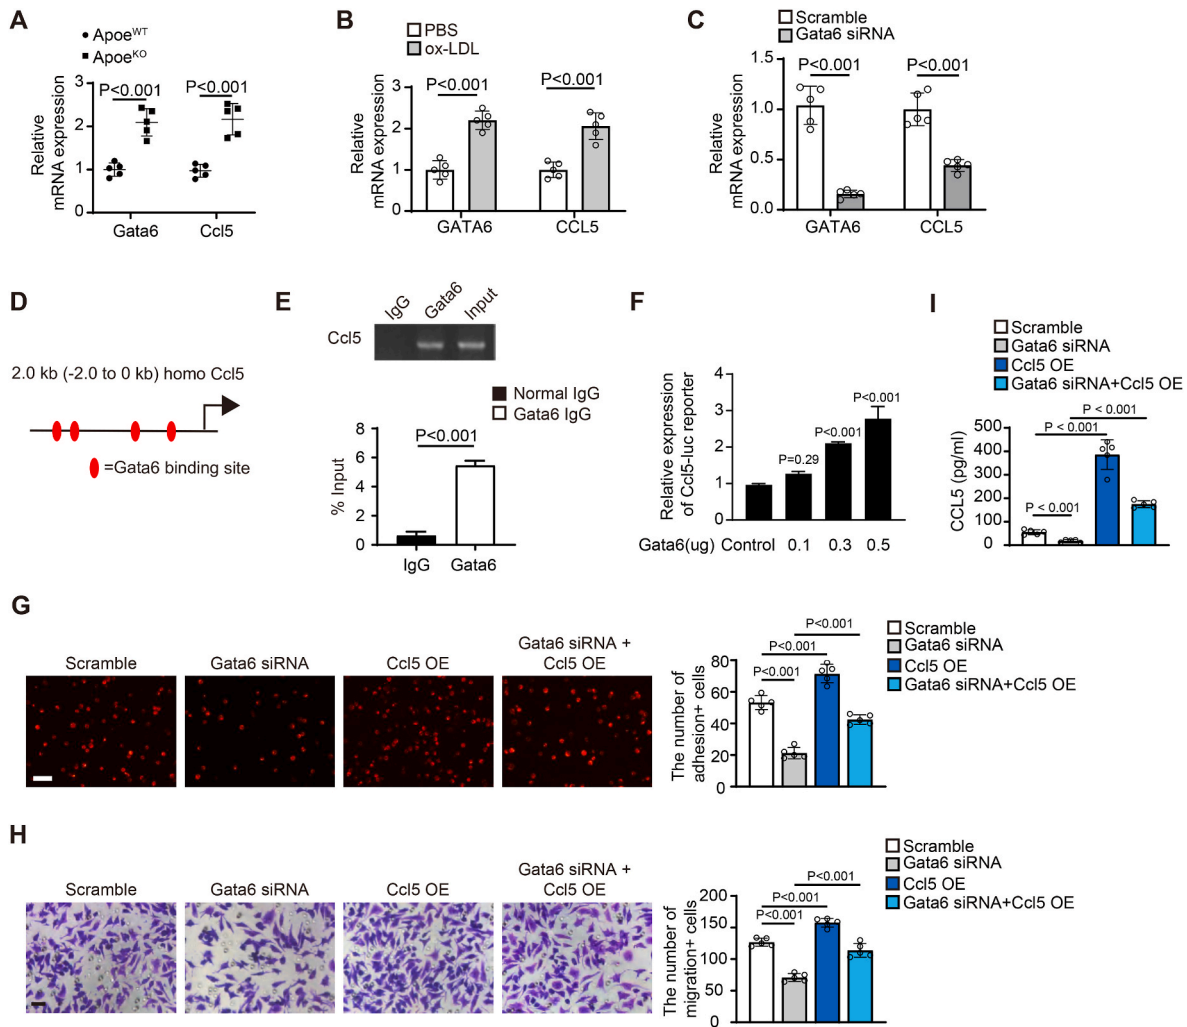 A
ApoeWT
ApoeKO
P<0.001 P<0.001
Relative
mRNA expression
3
2
1
0
Gata6 Ccl5
B
PBS
ox-LDL
P<0.001 P<0.001
Relative
mRNA expression
3
2
1
0
GATA6 CCL5
C
Scramble
Gata6 siRNA
P<0.001 P<0.001
Relative
mRNA expression
1.5
1.0
0.5
0.0
GATA6 CCL5
D
2.0 kb (-2.0 to 0 kb) homo Ccl5
=Gata6 binding site
E
IgG Gata6 Input
Ccl5
Normal IgG
Gata6 IgG
P<0.001
% Input
8
6
4
2
0
IgG Gata6
F
Relative expression
of Ccl5-luc reporter
4
3
2
1
0
P=0.29
P<0.001
P<0.001
Gata6(ug) Control 0.1 0.3 0.5
I
Scramble
Gata6 siRNA
Ccl5 OE
Gata6 siRNA+Ccl5 OE
P < 0.001
P < 0.001
P < 0.001
CCL5 (pg/ml)
500
400
300
200
100
0
G
Scramble
Gata6 siRNA
Ccl5 OE
Gata6 siRNA +
Ccl5 OE
The number of
adhesion+ cells
80
60
40
20
0
P<0.001
P<0.001
P<0.001
Scramble
Gata6 siRNA
Ccl5 OE
Gata6 siRNA+Ccl5 OE
H
Scramble
Gata6 siRNA
Ccl5 OE
Gata6 siRNA +
Ccl5 OE
The number of
migration+ cells
200
150
100
50
0
P<0.001
P<0.001
P<0.001
Scramble
Gata6 siRNA
Ccl5 OE
Gata6 siRNA+Ccl5 OE